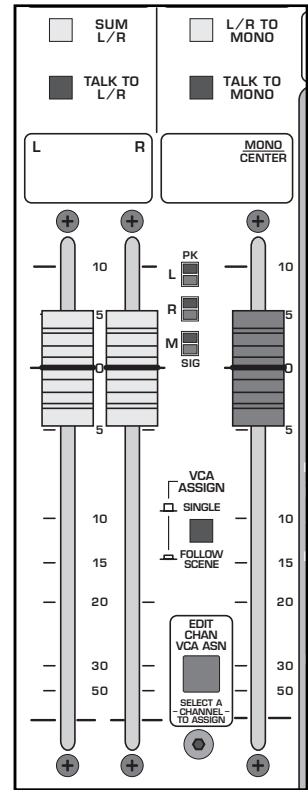 SUM
L/R
L/R TO
MONO
TALK TO
L/R
TALK TO
MONO
L R
MONO
CENTER
PK
L
R
M
SIG
10 10
5 5
0 0
5 5
VCA
ASSIGN
SINGLE
FOLLOW
SCENE
10 10
15 15
20 20
30 30
50 50
EDIT
CHAN
VCA ASN
SELECT A
CHANNEL
TO ASSIGN